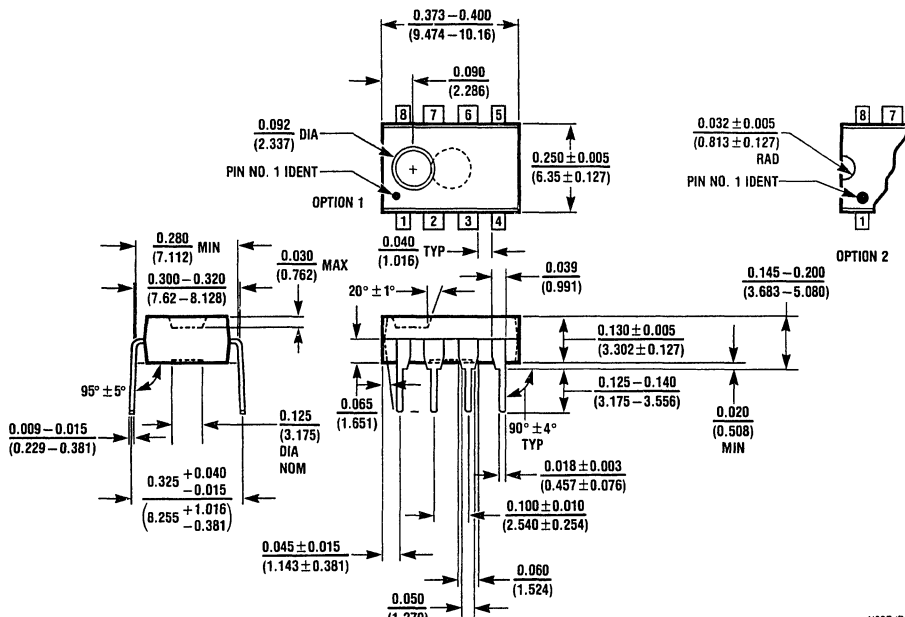 0.373–0.400
(9.474–10.16)
0.090
(2.286)
8 7 6 5
0.092 DIA
(2.337)
PIN NO. 1 IDENT
OPTION 1
0.250 ± 0.005
(6.35 ± 0.127)
1 2 3 4
8 7
0.032 ± 0.005
(0.813 ± 0.127)
RAD
PIN NO. 1 IDENT
1
OPTION 2
0.280 MIN
(7.112)
0.300–0.320
(7.62–8.128)
0.030 MAX
(0.762)
0.040 TYP
(1.016)
0.039
(0.991)
20° ± 1°
0.145–0.200
(3.683–5.080)
0.130 ± 0.005
(3.302 ± 0.127)
0.125–0.140
(3.175–3.556)
0.020
(0.508)
MIN
95° ± 5°
0.009–0.015
(0.229–0.381)
0.125
(3.175)
DIA
NOM
0.065
(1.651)
90° ± 4°
TYP
0.018 ± 0.003
(0.457 ± 0.076)
0.325 +0.040
−0.015
(8.255 +1.016
−0.381)
0.100 ± 0.010
(2.540 ± 0.254)
0.045 ± 0.015
(1.143 ± 0.381)
0.060
(1.524)
0.050